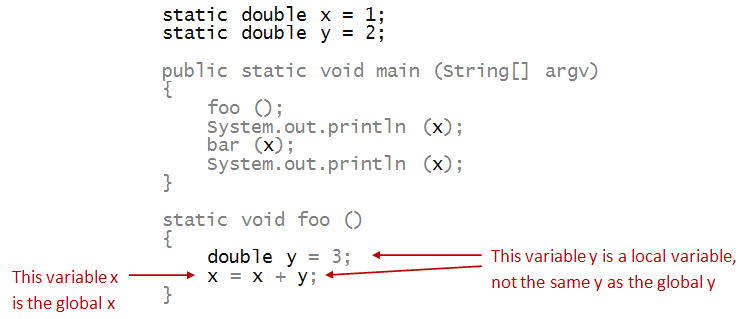 static double x = 1;
static double y = 2;
public static void main (String[] argv)
{
foo ();
System.out.println (x);
bar (x);
System.out.println (x);
}
static void foo ()
{
double y = 3;
This variable y is a local variable,
not the same y as the global y
This variable x
is the global x
x = x + y;
}